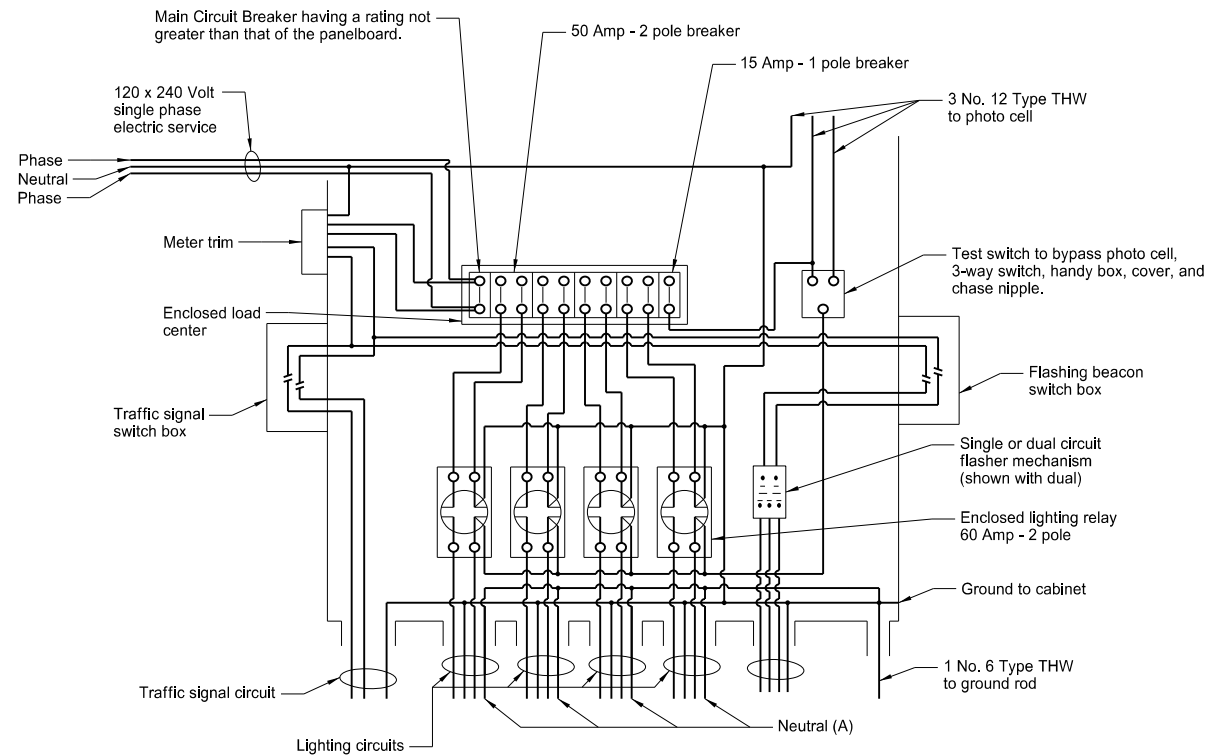 Main Circuit Breaker having a rating not
greater than that of the panelboard.
50 Amp - 2 pole breaker
15 Amp - 1 pole breaker
120 x 240 Volt
single phase
electric service
3 No. 12 Type THW
to photo cell
Phase
Neutral
Phase
Meter trim
Test switch to bypass photo cell,
3-way switch, handy box, cover, and
chase nipple.
Enclosed load
center
Flashing beacon
switch box
Traffic signal
switch box
Single or dual circuit
flasher mechanism
(shown with dual)
Enclosed lighting relay
60 Amp - 2 pole
Ground to cabinet
1 No. 6 Type THW
to ground rod
Traffic signal circuit
Neutral (A)
Lighting circuits